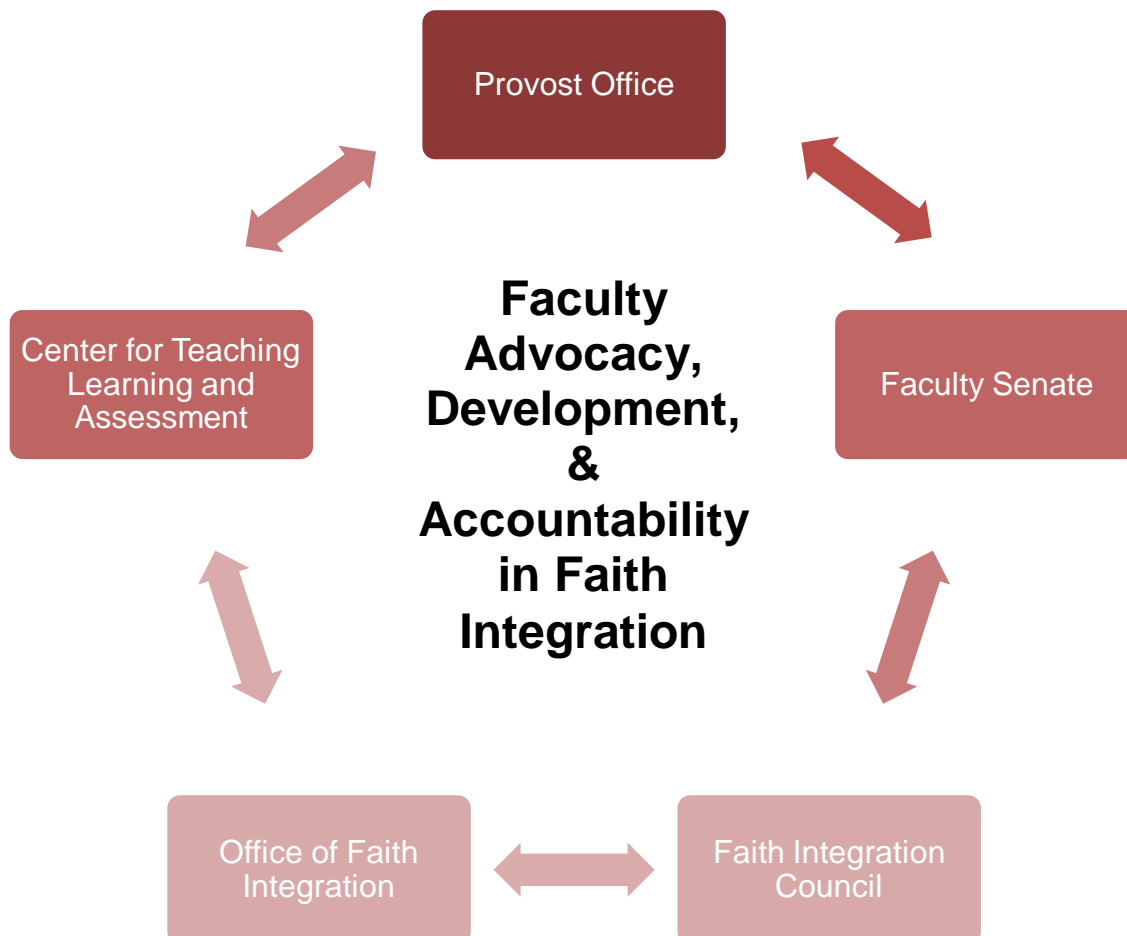 Provost Office
Center for Teaching
Learning and
Assessment
Faculty
Advocacy,
Development,
&
Accountability
in Faith
Integration
Faculty Senate
Office of Faith
Integration
Faith Integration
Council